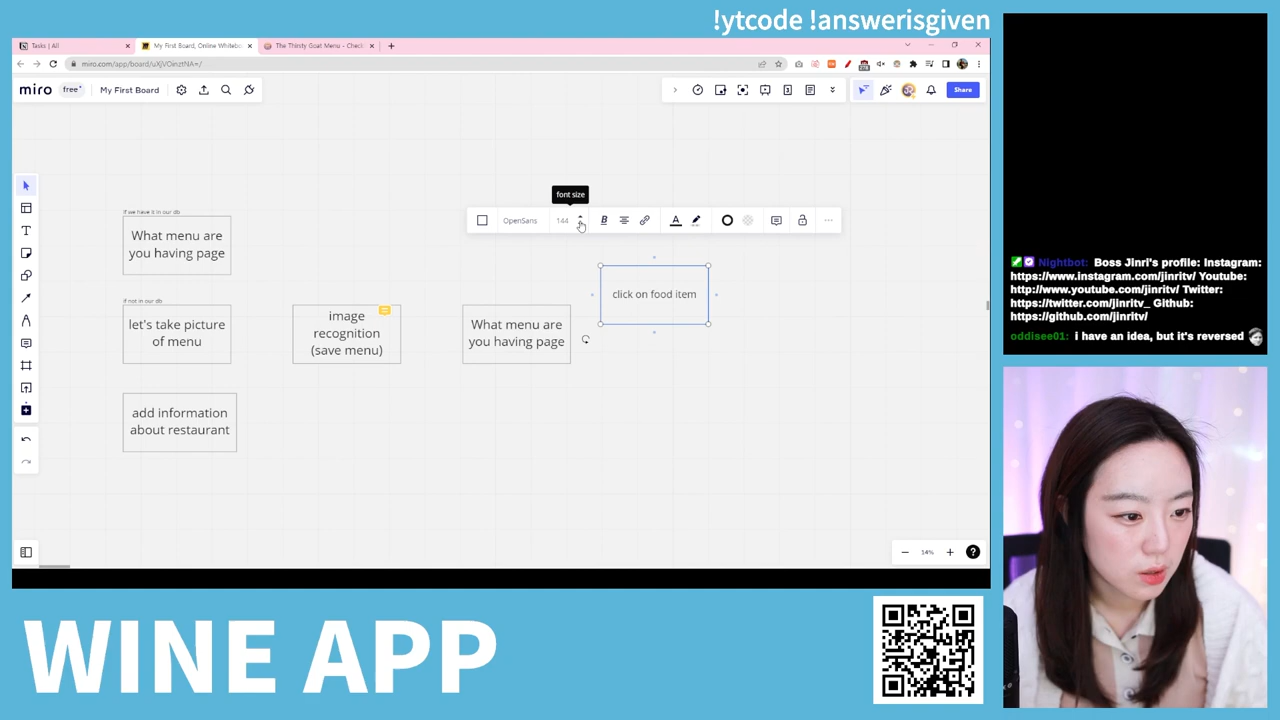 !ytcode !answerisgiven
Tasks | All
My First Board, Online Whiteb
The Thirsty Goat Menu - Check
miro.com/app/board/uXjVOinztNA=/
miro free My First Board
Share
font size
OpenSans 144
if we have it in our db
What menu are
you having page
click on food item
if not in our db
let's take picture
of menu
image
recognition
(save menu)
What menu are
you having page
add information
about restaurant
14%
Nightbot: Boss Jinri's profile: Instagram:
https://www.instagram.com/jinritv/ Youtube:
http://www.youtube.com/jinritv/ Twitter:
https://twitter.com/jinritv_ Github:
https://github.com/jinritv/
oddisee01: i have an idea, but it's reversed
WINE APP